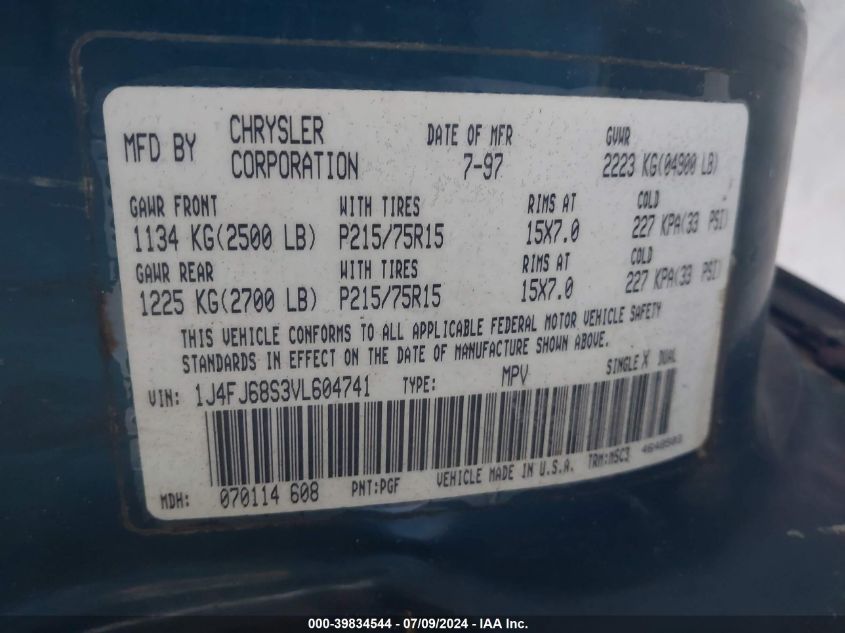 MFD BY CHRYSLER CORPORATION DATE OF MFR 7-97 GVWR 2223 KG(04900 LB)
GAWR FRONT WITH TIRES RIMS AT COLD
1134 KG(2500 LB) P215/75R15 15X7.0 227 KPA(33 PSI)
GAWR REAR WITH TIRES RIMS AT COLD
1225 KG(2700 LB) P215/75R15 15X7.0 227 KPA(33 PSI)
THIS VEHICLE CONFORMS TO ALL APPLICABLE FEDERAL MOTOR VEHICLE SAFETY
STANDARDS IN EFFECT ON THE DATE OF MANUFACTURE SHOWN ABOVE.
VIN: 1J4FJ68S3VL604741 TYPE: MPV SINGLE X DUAL
MDH: 070114 608 PNT:PGF VEHICLE MADE IN U.S.A. TRM:M5C3 4648503
000-39834544 / 07/09/2024 / IAA Inc.